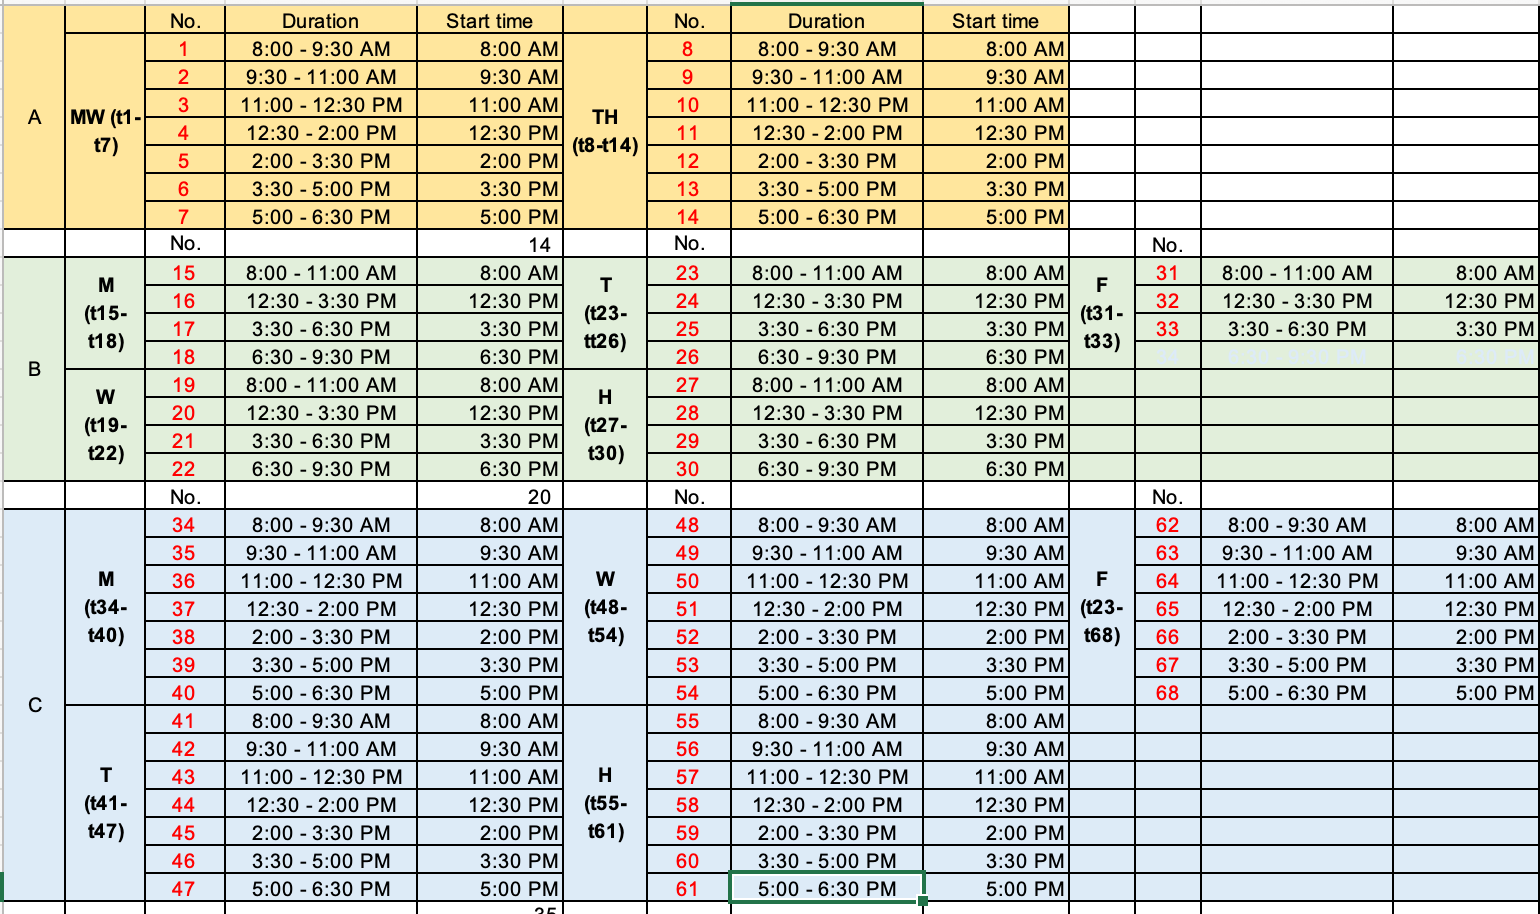 No. Duration Start time No. Duration Start time
A MW (t1-t7) 1 8:00 - 9:30 AM 8:00 AM TH (t8-t14) 8 8:00 - 9:30 AM 8:00 AM
2 9:30 - 11:00 AM 9:30 AM 9 9:30 - 11:00 AM 9:30 AM
3 11:00 - 12:30 PM 11:00 AM 10 11:00 - 12:30 PM 11:00 AM
4 12:30 - 2:00 PM 12:30 PM 11 12:30 - 2:00 PM 12:30 PM
5 2:00 - 3:30 PM 2:00 PM 12 2:00 - 3:30 PM 2:00 PM
6 3:30 - 5:00 PM 3:30 PM 13 3:30 - 5:00 PM 3:30 PM
7 5:00 - 6:30 PM 5:00 PM 14 5:00 - 6:30 PM 5:00 PM
No. 14 No. No.
B M (t15-t18) 15 8:00 - 11:00 AM 8:00 AM T (t23-tt26) 23 8:00 - 11:00 AM 8:00 AM F (t31-t33) 31 8:00 - 11:00 AM 8:00 AM
16 12:30 - 3:30 PM 12:30 PM 24 12:30 - 3:30 PM 12:30 PM 32 12:30 - 3:30 PM 12:30 PM
17 3:30 - 6:30 PM 3:30 PM 25 3:30 - 6:30 PM 3:30 PM 33 3:30 - 6:30 PM 3:30 PM
18 6:30 - 9:30 PM 6:30 PM 26 6:30 - 9:30 PM 6:30 PM
W (t19-t22) 19 8:00 - 11:00 AM 8:00 AM H (t27-t30) 27 8:00 - 11:00 AM 8:00 AM
20 12:30 - 3:30 PM 12:30 PM 28 12:30 - 3:30 PM 12:30 PM
21 3:30 - 6:30 PM 3:30 PM 29 3:30 - 6:30 PM 3:30 PM
22 6:30 - 9:30 PM 6:30 PM 30 6:30 - 9:30 PM 6:30 PM
No. 20 No. No.
C M (t34-t40) 34 8:00 - 9:30 AM 8:00 AM W (t48-t54) 48 8:00 - 9:30 AM 8:00 AM F (t23-t68) 62 8:00 - 9:30 AM 8:00 AM
35 9:30 - 11:00 AM 9:30 AM 49 9:30 - 11:00 AM 9:30 AM 63 9:30 - 11:00 AM 9:30 AM
36 11:00 - 12:30 PM 11:00 AM 50 11:00 - 12:30 PM 11:00 AM 64 11:00 - 12:30 PM 11:00 AM
37 12:30 - 2:00 PM 12:30 PM 51 12:30 - 2:00 PM 12:30 PM 65 12:30 - 2:00 PM 12:30 PM
38 2:00 - 3:30 PM 2:00 PM 52 2:00 - 3:30 PM 2:00 PM 66 2:00 - 3:30 PM 2:00 PM
39 3:30 - 5:00 PM 3:30 PM 53 3:30 - 5:00 PM 3:30 PM 67 3:30 - 5:00 PM 3:30 PM
40 5:00 - 6:30 PM 5:00 PM 54 5:00 - 6:30 PM 5:00 PM 68 5:00 - 6:30 PM 5:00 PM
T (t41-t47) 41 8:00 - 9:30 AM 8:00 AM H (t55-t61) 55 8:00 - 9:30 AM 8:00 AM
42 9:30 - 11:00 AM 9:30 AM 56 9:30 - 11:00 AM 9:30 AM
43 11:00 - 12:30 PM 11:00 AM 57 11:00 - 12:30 PM 11:00 AM
44 12:30 - 2:00 PM 12:30 PM 58 12:30 - 2:00 PM 12:30 PM
45 2:00 - 3:30 PM 2:00 PM 59 2:00 - 3:30 PM 2:00 PM
46 3:30 - 5:00 PM 3:30 PM 60 3:30 - 5:00 PM 3:30 PM
47 5:00 - 6:30 PM 5:00 PM 61 5:00 - 6:30 PM 5:00 PM